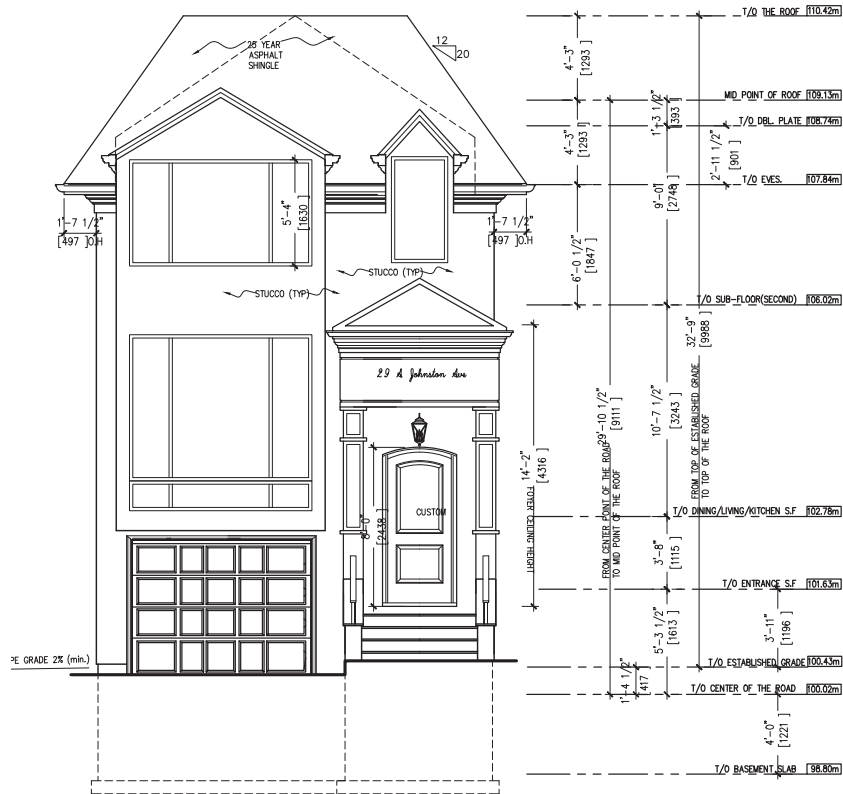 T/O THE ROOF 110.42m
25 YEAR
ASPHALT
SHINGLE
12
20
4'-3"
[1293]
MID POINT OF ROOF 109.13m
1'-3 1/2"
[393]
T/O DBL. PLATE 108.74m
4'-3"
[1293]
2'-11 1/2"
[901]
T/O EVES. 107.84m
5'-4"
[1630]
9'-0"
[2748]
1'-7 1/2"
[497 ]O.H
1'-7 1/2"
[497 ]O.H
6'-0 1/2"
[1847]
STUCCO (TYP)
STUCCO (TYP)
T/O SUB-FLOOR(SECOND) 106.02m
32'-9"
[9988]
FROM TOP OF ESTABLISHED GRADE
TO TOP OF THE ROOF
29 A Johnston Ave
29'-10 1/2"
[9111]
FROM CENTER POINT OF THE ROAD
TO MID POINT OF THE ROOF
10'-7 1/2"
[3243]
14'-2"
[4316]
FOYER CEILING HEIGHT
CUSTOM
8'-0"
[2438]
T/O DINING/LIVING/KITCHEN S.F 102.78m
3'-8"
[1115]
T/O ENTRANCE S.F 101.63m
5'-3 1/2"
[1613]
3'-11"
[1196]
PE GRADE 2% (min.)
T/O ESTABLISHED GRADE 100.43m
1'-4 1/2"
[417
T/O CENTER OF THE ROAD 100.02m
4'-0"
[1221]
T/O BASEMENT SLAB 98.80m